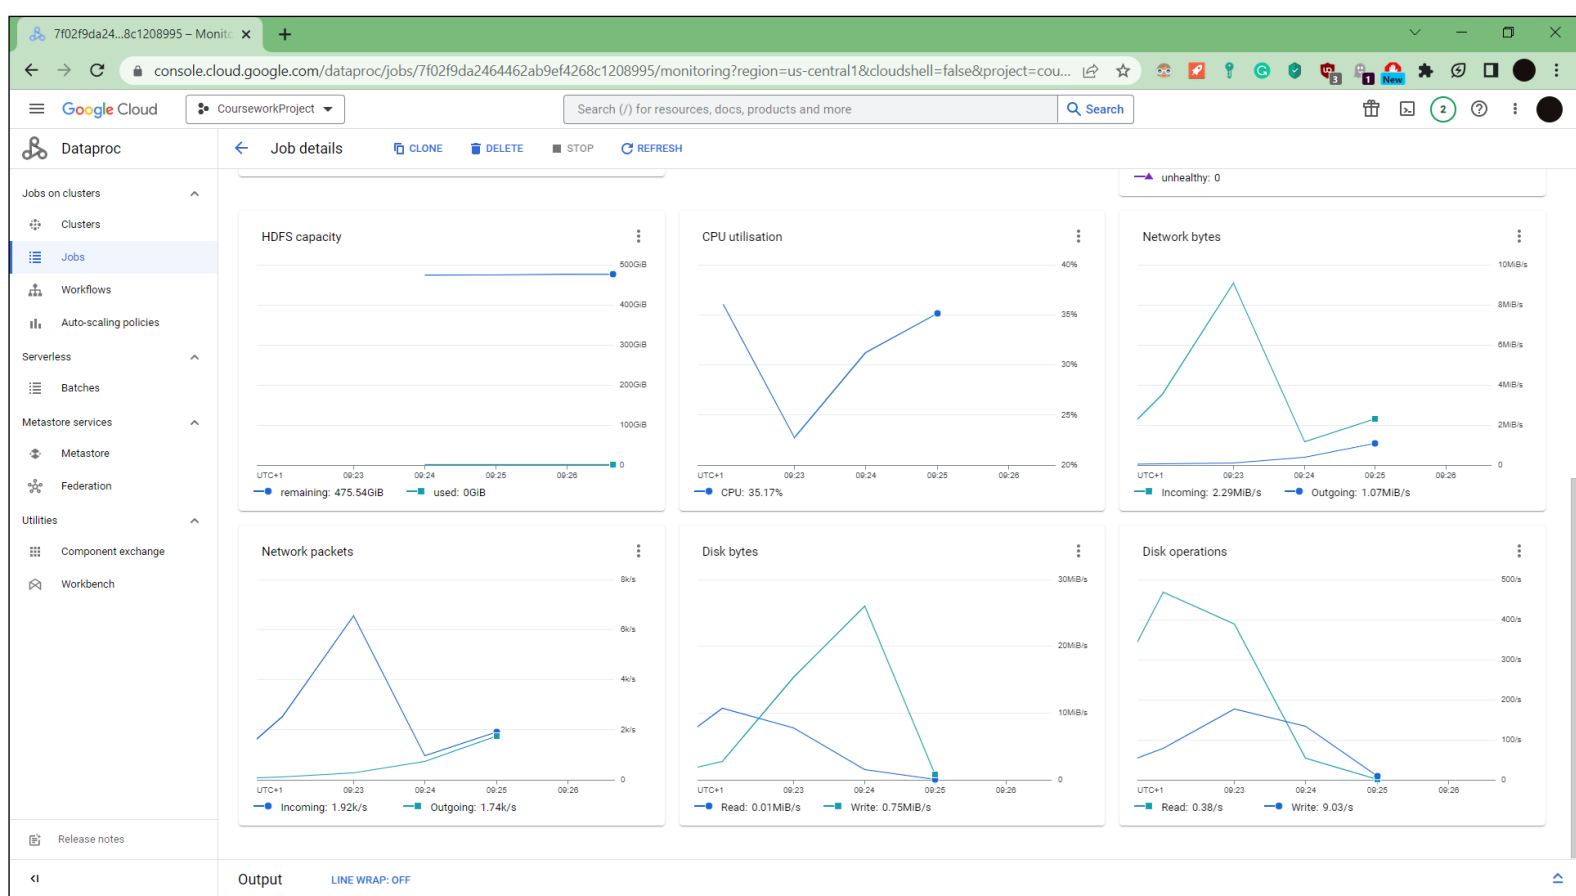 7f02f9da24...8c1208995 – Monitc
console.cloud.google.com/dataproc/jobs/7f02f9da2464462ab9ef4268c1208995/monitoring?region=us-central1&cloudshell=false&project=cou...
3
1
New
Google Cloud
CourseworkProject
Search (/) for resources, docs, products and more
Search
2
Dataproc
Job details
CLONE
DELETE
STOP
REFRESH
Jobs on clusters
Clusters
Jobs
Workflows
Auto-scaling policies
Serverless
Batches
Metastore services
Metastore
Federation
Utilities
Component exchange
Workbench
Release notes
unhealthy: 0
HDFS capacity
500GiB
400GiB
300GiB
200GiB
100GiB
0
UTC+1 09:23 09:24 09:25 09:26
remaining: 475.54GiB used: 0GiB
CPU utilisation
40%
35%
30%
25%
20%
UTC+1 09:23 09:24 09:25 09:26
CPU: 35.17%
Network bytes
10MiB/s
8MiB/s
6MiB/s
4MiB/s
2MiB/s
0
UTC+1 09:23 09:24 09:25 09:26
Incoming: 2.29MiB/s Outgoing: 1.07MiB/s
Network packets
8k/s
6k/s
4k/s
2k/s
0
UTC+1 09:23 09:24 09:25 09:26
Incoming: 1.92k/s Outgoing: 1.74k/s
Disk bytes
30MiB/s
20MiB/s
10MiB/s
0
UTC+1 09:23 09:24 09:25 09:26
Read: 0.01MiB/s Write: 0.75MiB/s
Disk operations
500/s
400/s
300/s
200/s
100/s
0
UTC+1 09:23 09:24 09:25 09:26
Read: 0.38/s Write: 9.03/s
Output
LINE WRAP: OFF